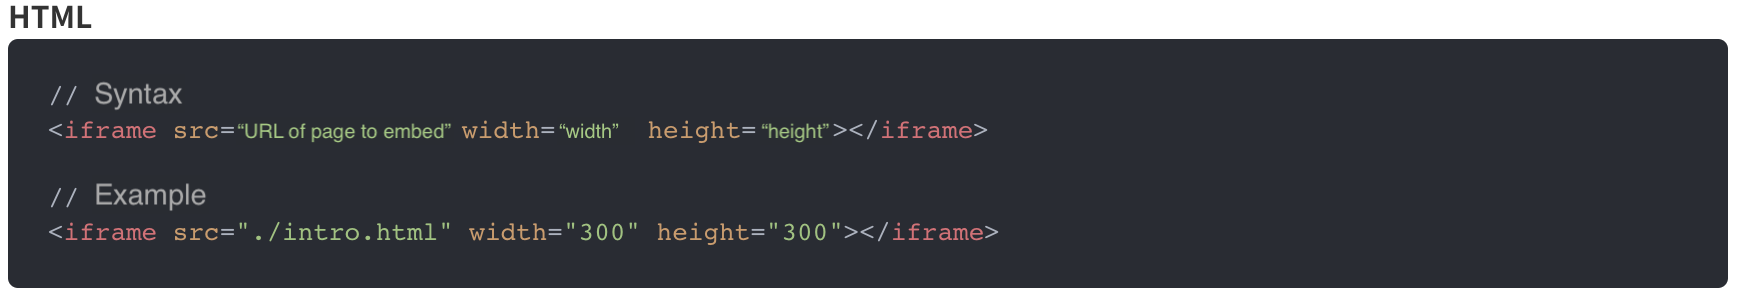 HTML
// Syntax
<iframe src=“URL of page to embed” width=“width” height=“height”></iframe>
// Example
<iframe src="./intro.html" width="300" height="300"></iframe>